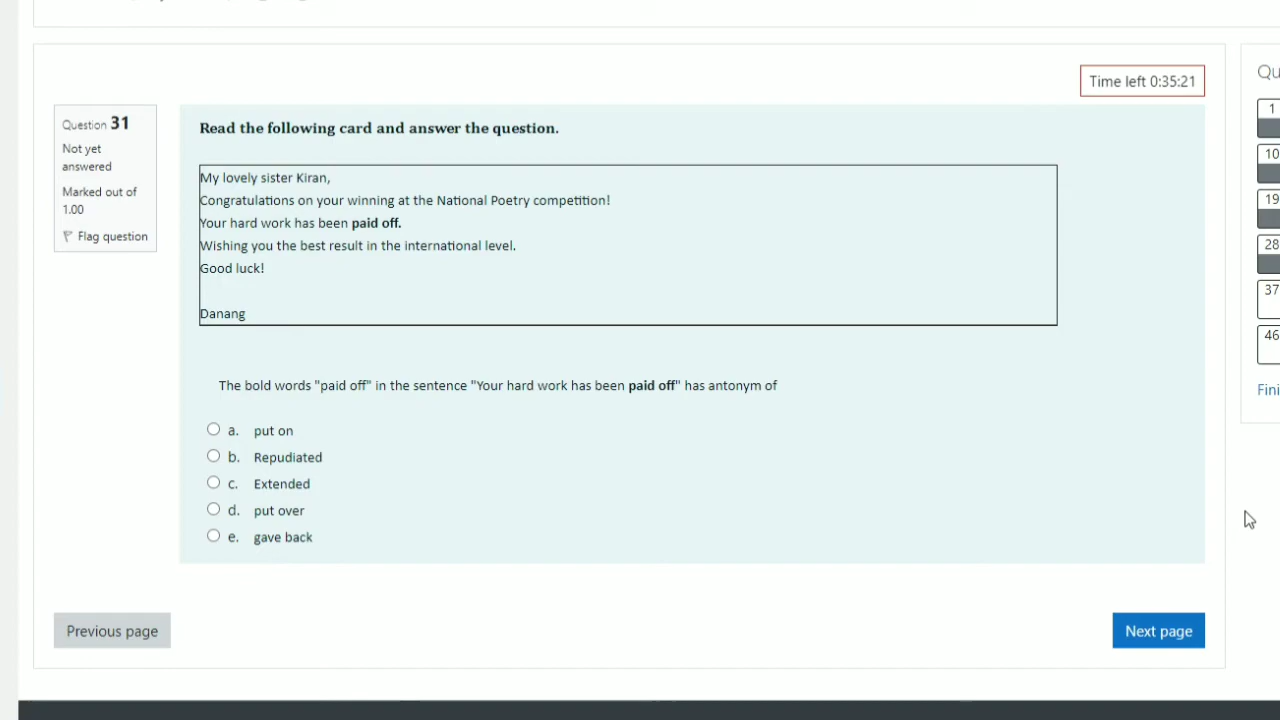 Time left 0:35:21
Question 31
Not yet
answered
Marked out of
1.00
Flag question
Read the following card and answer the question.
My lovely sister Kiran,
Congratulations on your winning at the National Poetry competition!
Your hard work has been paid off.
Wishing you the best result in the international level.
Good luck!
Danang
The bold words "paid off" in the sentence "Your hard work has been paid off" has antonym of
a. put on
b. Repudiated
c. Extended
d. put over
e. gave back
Previous page
Next page
Qu
1
10
19
28
37
46
Fini